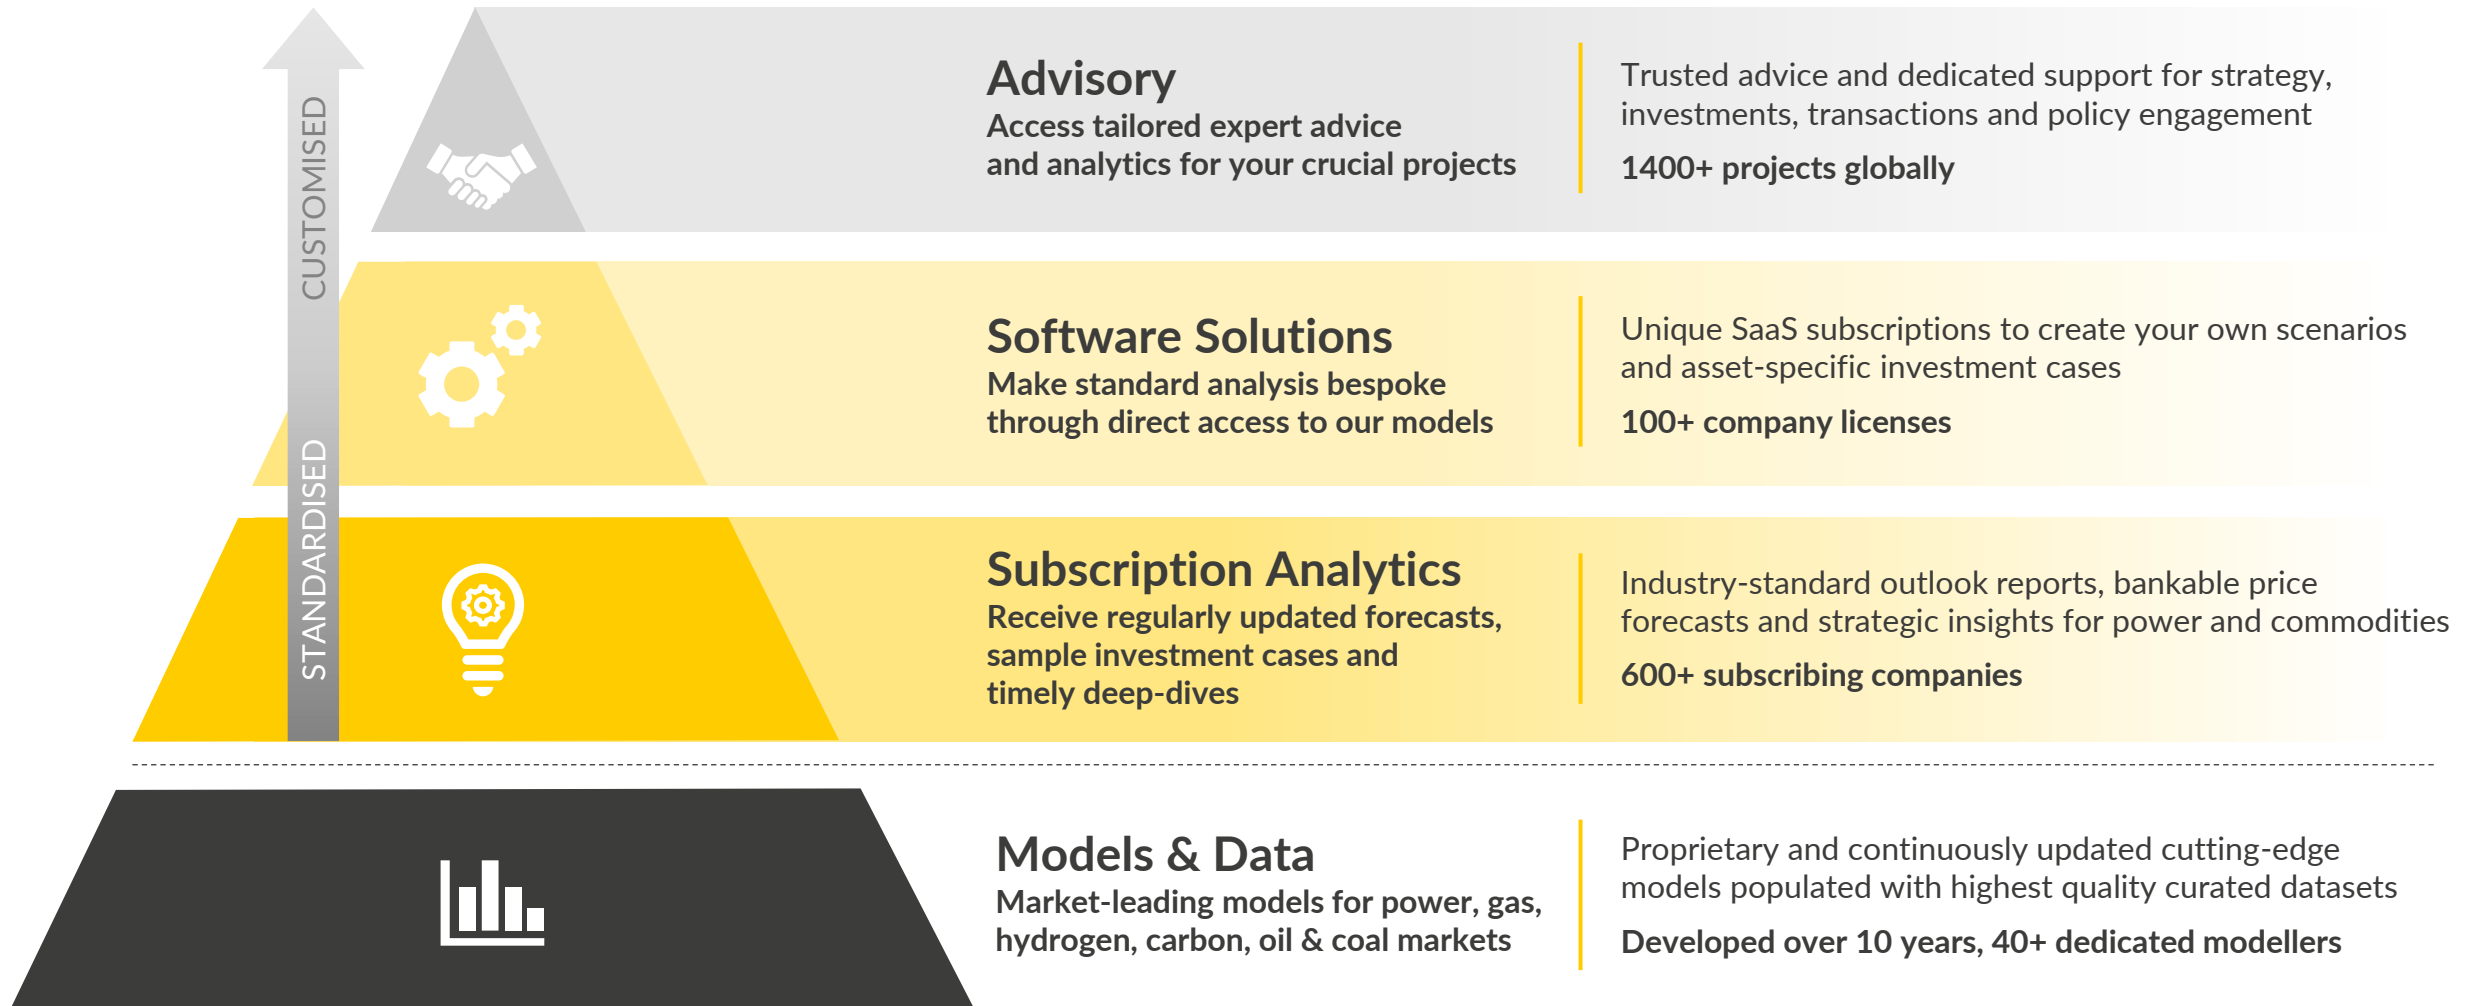 CUSTOMISED
STANDARDISED
Advisory
Access tailored expert advice
and analytics for your crucial projects
Trusted advice and dedicated support for strategy,
investments, transactions and policy engagement
1400+ projects globally
Software Solutions
Make standard analysis bespoke
through direct access to our models
Unique SaaS subscriptions to create your own scenarios
and asset-specific investment cases
100+ company licenses
Subscription Analytics
Receive regularly updated forecasts,
sample investment cases and
timely deep-dives
Industry-standard outlook reports, bankable price
forecasts and strategic insights for power and commodities
600+ subscribing companies
Models & Data
Market-leading models for power, gas,
hydrogen, carbon, oil & coal markets
Proprietary and continuously updated cutting-edge
models populated with highest quality curated datasets
Developed over 10 years, 40+ dedicated modellers